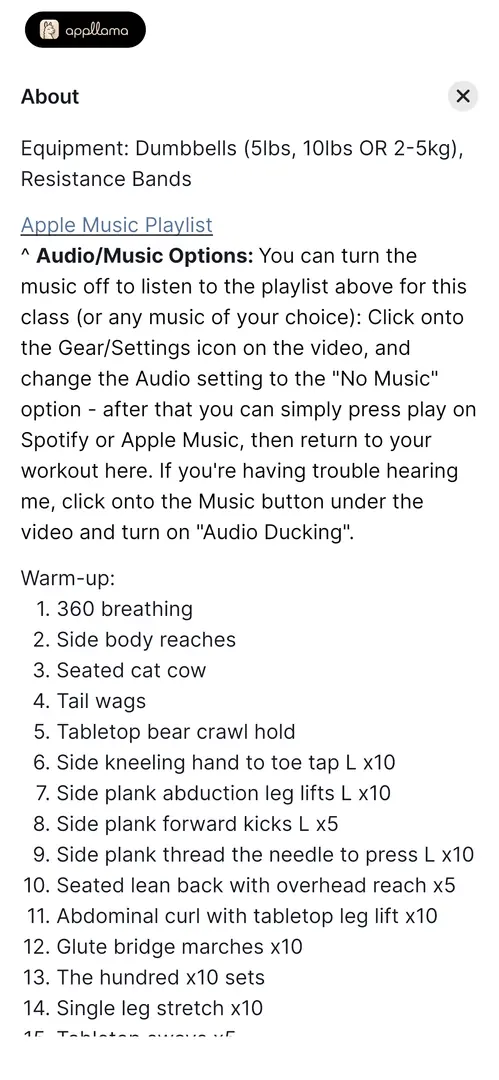 appllama
About
Equipment: Dumbbells (5lbs, 10lbs OR 2-5kg),
Resistance Bands
Apple Music Playlist
^ Audio/Music Options: You can turn the
music off to listen to the playlist above for this
class (or any music of your choice): Click onto
the Gear/Settings icon on the video, and
change the Audio setting to the "No Music"
option - after that you can simply press play on
Spotify or Apple Music, then return to your
workout here. If you're having trouble hearing
me, click onto the Music button under the
video and turn on "Audio Ducking".
Warm-up:
1. 360 breathing
2. Side body reaches
3. Seated cat cow
4. Tail wags
5. Tabletop bear crawl hold
6. Side kneeling hand to toe tap L x10
7. Side plank abduction leg lifts L x10
8. Side plank forward kicks L x5
9. Side plank thread the needle to press L x10
10. Seated lean back with overhead reach x5
11. Abdominal curl with tabletop leg lift x10
12. Glute bridge marches x10
13. The hundred x10 sets
14. Single leg stretch x10
15. Tabletop sways x5